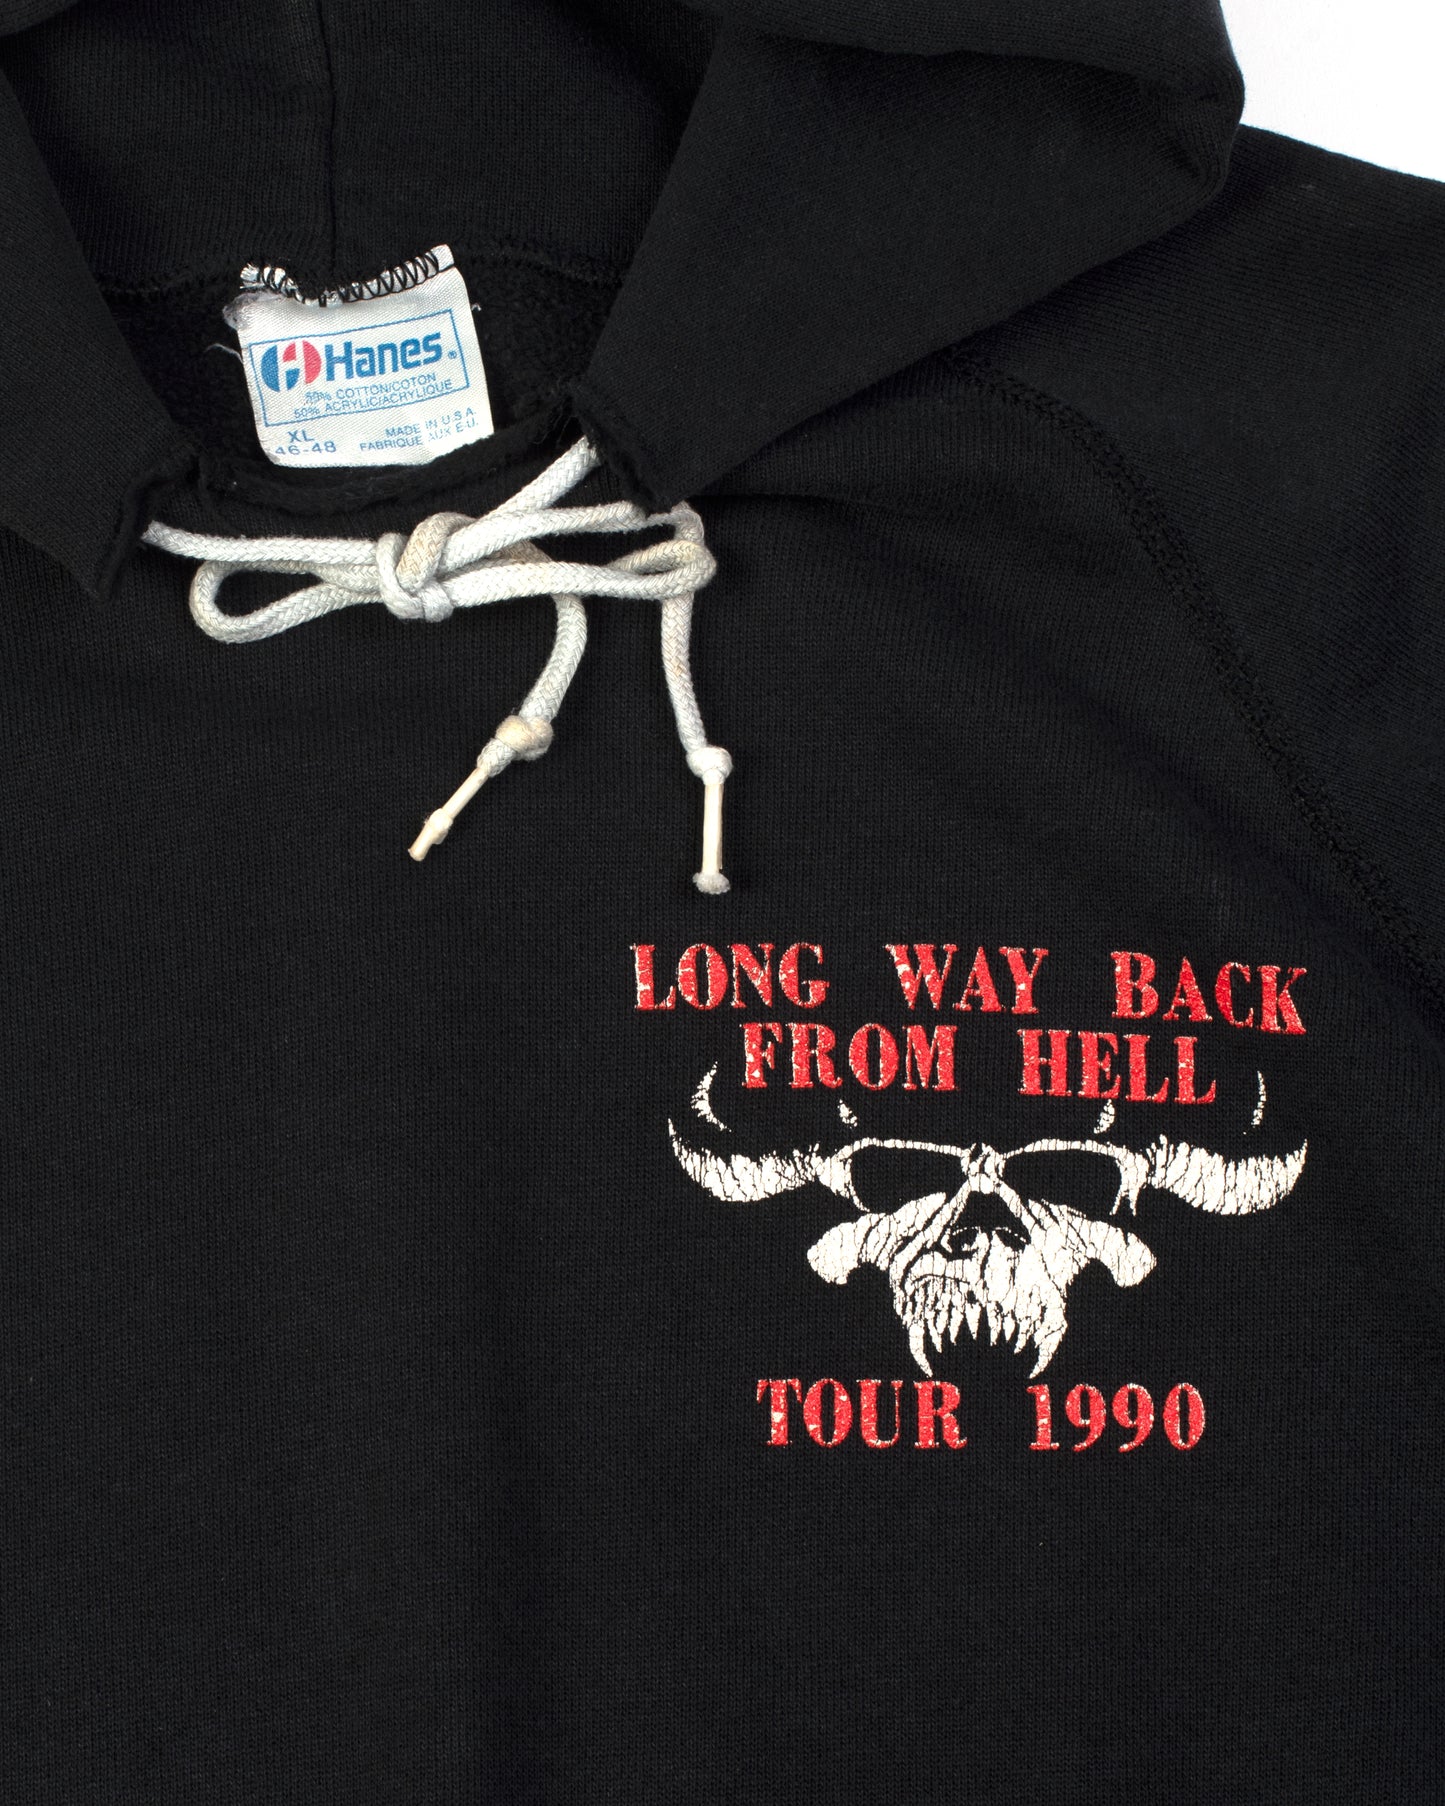 Hanes®
50% COTTON/COTON
50% ACRYLIC/ACRYLIQUE
XL
46-48
MADE IN U.S.A.
FABRIQUE AUX E.-U.
LONG WAY BACK
FROM HELL
TOUR 1990